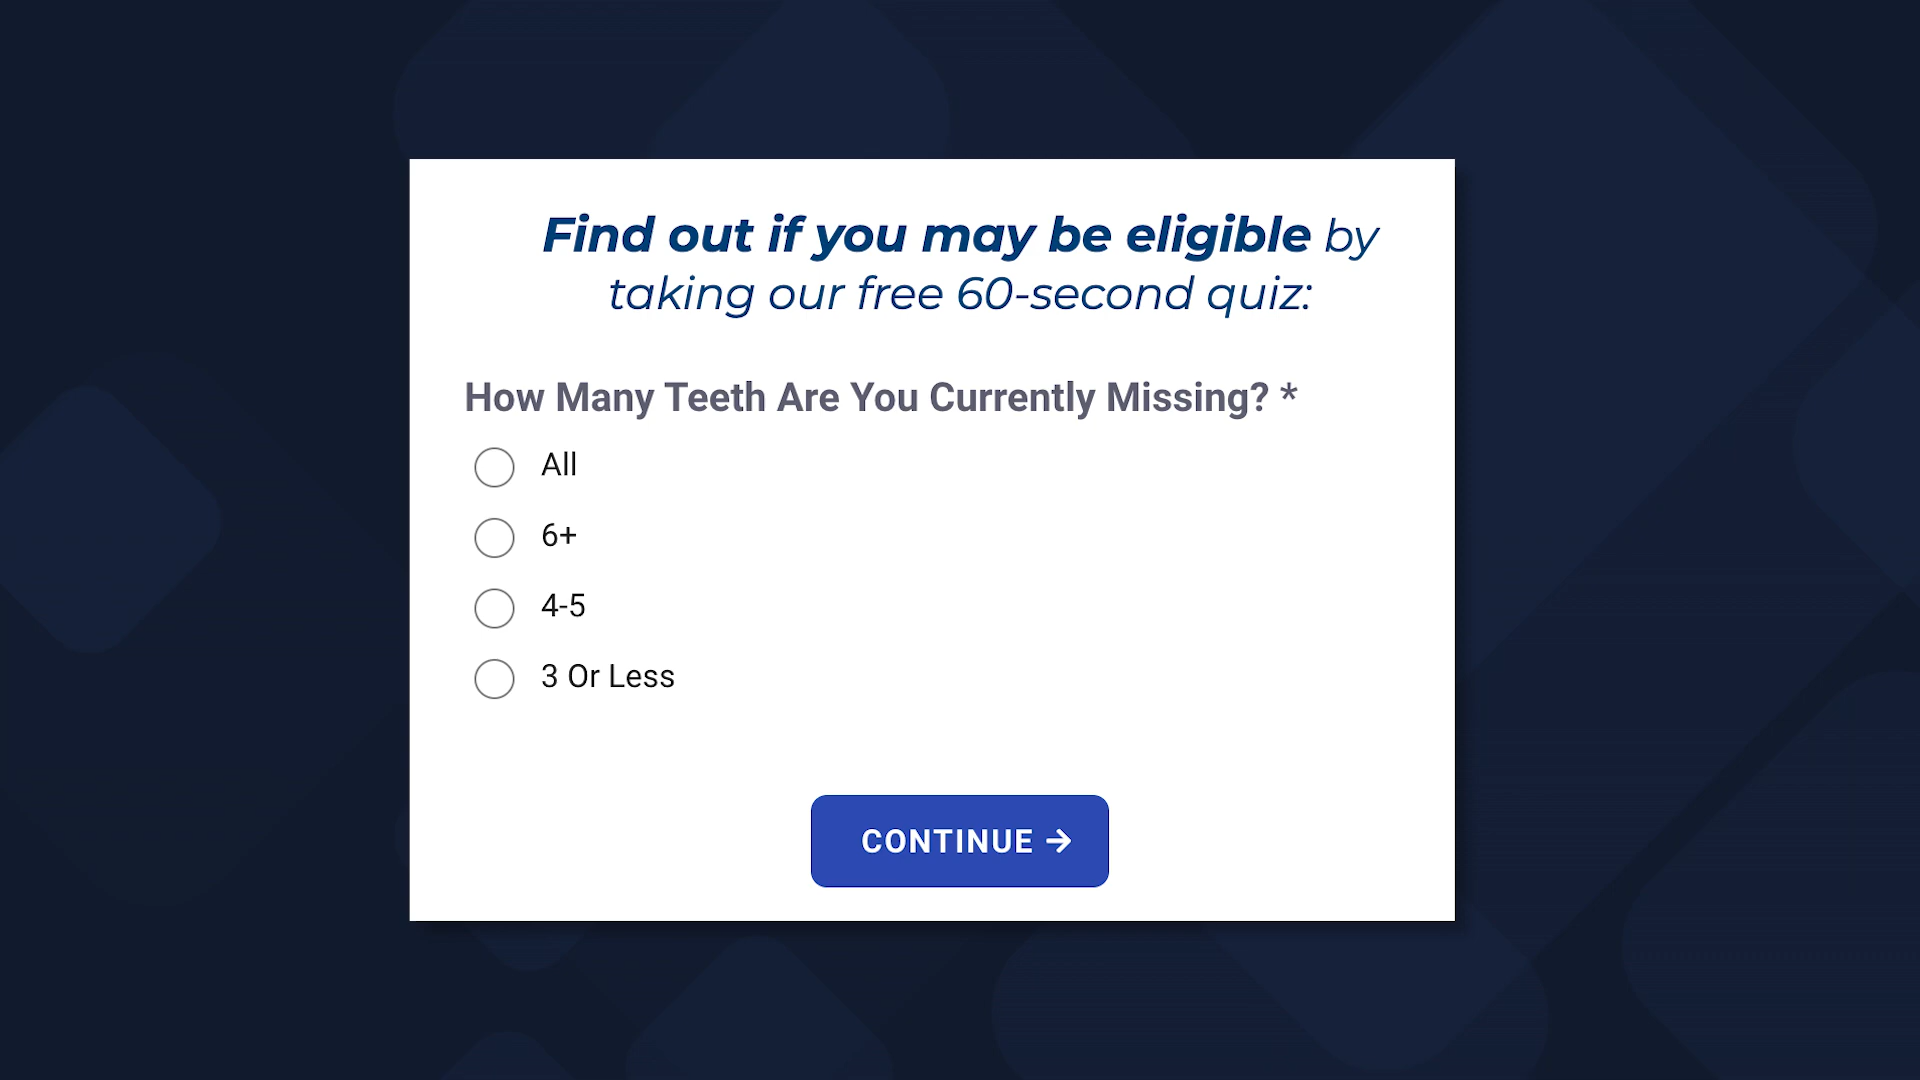 Find out if you may be eligible by
taking our free 60-second quiz:
How Many Teeth Are You Currently Missing? *
All
6+
4-5
3 Or Less
CONTINUE →